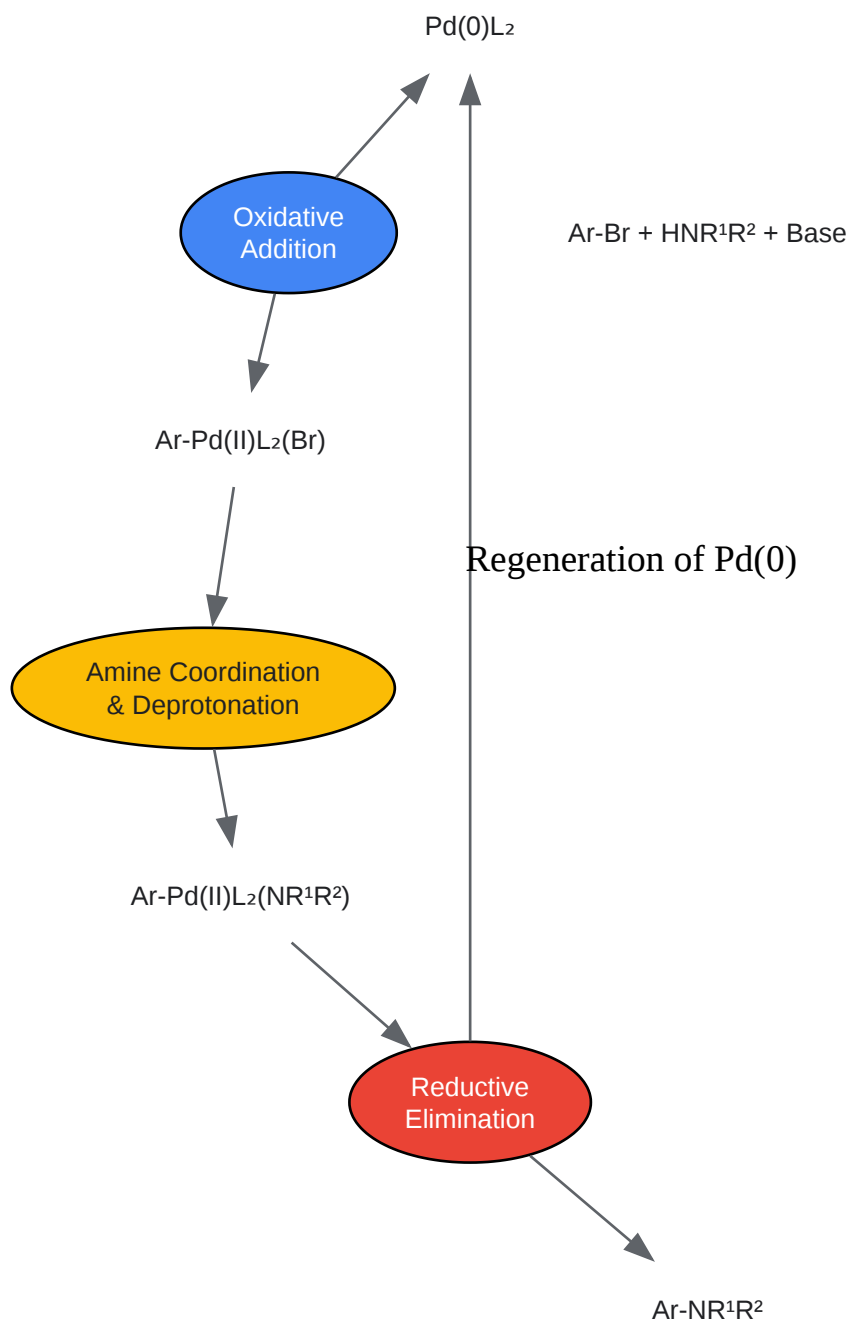 Pd(0)L₂
Oxidative
Addition
Ar-Br + HNR¹R² + Base
Ar-Pd(II)L₂(Br)
Regeneration of Pd(0)
Amine Coordination
& Deprotonation
Ar-Pd(II)L₂(NR¹R²)
Reductive
Elimination
Ar-NR¹R²